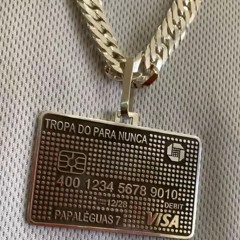 TROPA DO PARA NUNCA
400 1234 5678 9010
12/28 DEBIT
PAPALÉGUAS 7 VISA